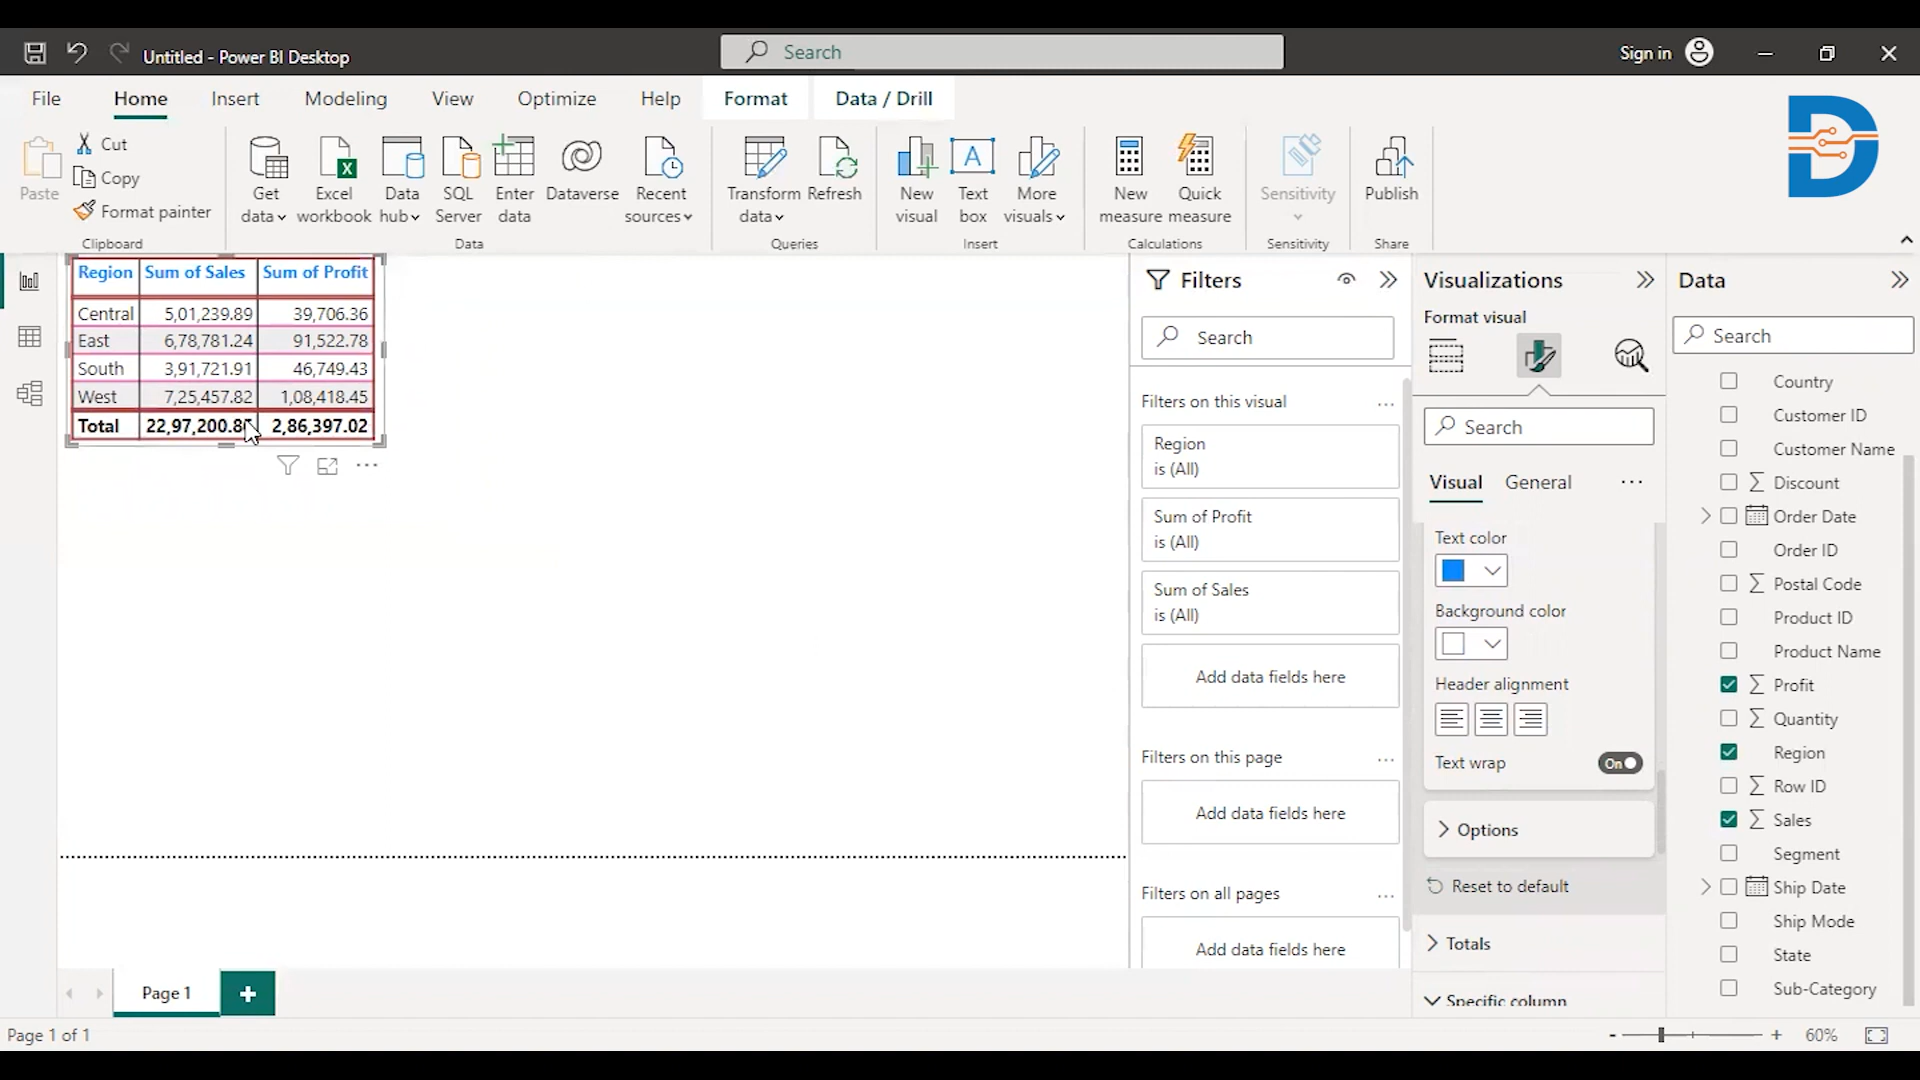 Untitled - Power BI Desktop
Search
Sign in
File
Home
Insert
Modeling
View
Optimize
Help
Format
Data / Drill
Paste
Cut
Copy
Format painter
Clipboard
Get data
Excel workbook
Data hub
SQL Server
Enter data
Dataverse
Recent sources
Data
Transform data
Refresh
Queries
New visual
Text box
More visuals
Insert
New measure
Quick measure
Calculations
Sensitivity
Sensitivity
Publish
Share
D
Region Sum of Sales Sum of Profit
Central 5,01,239.89 39,706.36
East 6,78,781.24 91,522.78
South 3,91,721.91 46,749.43
West 7,25,457.82 1,08,418.45
Total 2,86,397.02
Filters
Search
Filters on this visual
Region
is (All)
Sum of Profit
is (All)
Sum of Sales
is (All)
Add data fields here
Filters on this page
Add data fields here
Filters on all pages
Add data fields here
Visualizations
Format visual
Search
Visual
General
Text color
Background color
Header alignment
Text wrap
On
Options
Reset to default
Totals
Specific column
Data
Search
Country
Customer ID
Customer Name
Discount
Order Date
Order ID
Postal Code
Product ID
Product Name
Profit
Quantity
Region
Row ID
Sales
Segment
Ship Date
Ship Mode
State
Sub-Category
Page 1
Page 1 of 1
60%